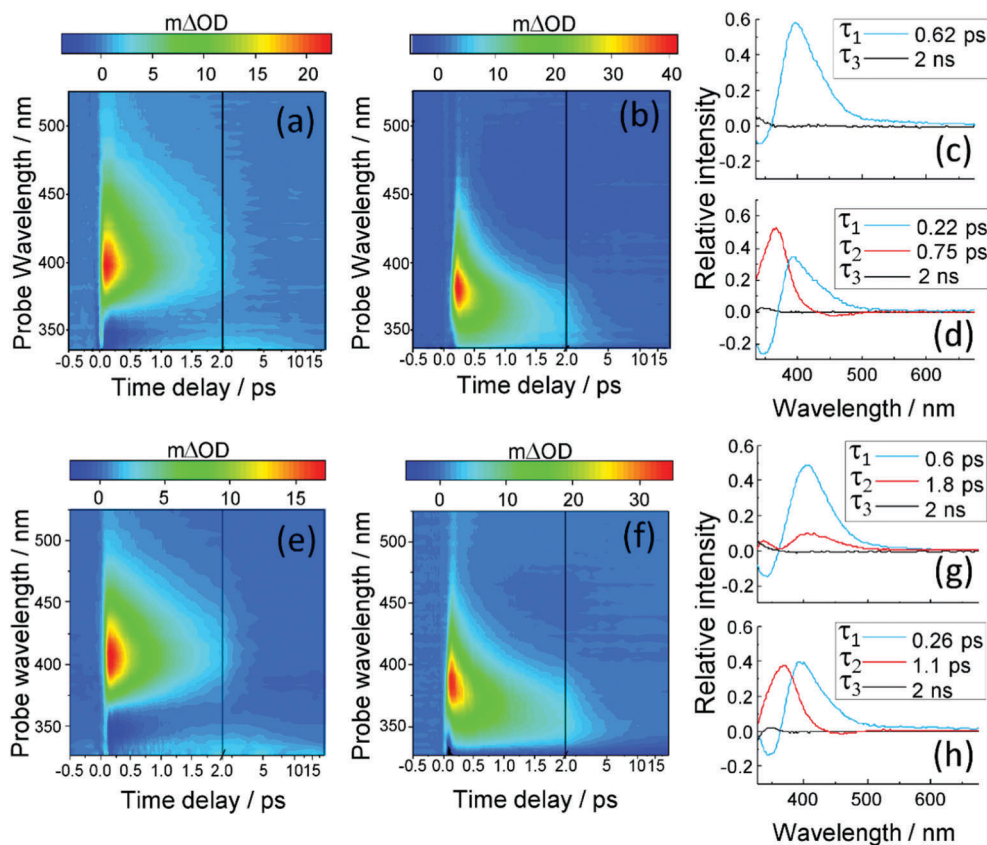 mΔOD
0 5 10 15 20
(a)
Probe Wavelength / nm
500
450
400
350
-0.5 0.0 0.5 1.0 1.5 2.0 5 1015
Time delay / ps
mΔOD
0 10 20 30 40
(b)
Probe Wavelength / nm
500
450
400
350
-0.5 0.0 0.5 1.0 1.5 2.0 5 1015
Time delay / ps
Relative intensity
0.6
0.4
0.2
0.0
-0.2
τ1 0.62 ps
τ3 2 ns
(c)
0.6
0.4
0.2
0.0
-0.2
τ1 0.22 ps
τ2 0.75 ps
τ3 2 ns
(d)
400 500 600
Wavelength / nm
mΔOD
0 5 10 15
(e)
Probe wavelength / nm
500
450
400
350
-0.5 0.0 0.5 1.0 1.5 2.0 5 1015
Time delay / ps
mΔOD
0 10 20 30
(f)
Probe wavelength / nm
500
450
400
350
-0.5 0.0 0.5 1.0 1.5 2.0 5 1015
Time delay / ps
Relative intensity
0.6
0.4
0.2
0.0
-0.2
τ1 0.6 ps
τ2 1.8 ps
τ3 2 ns
(g)
0.6
0.4
0.2
0.0
-0.2
τ1 0.26 ps
τ2 1.1 ps
τ3 2 ns
(h)
400 500 600
Wavelength / nm